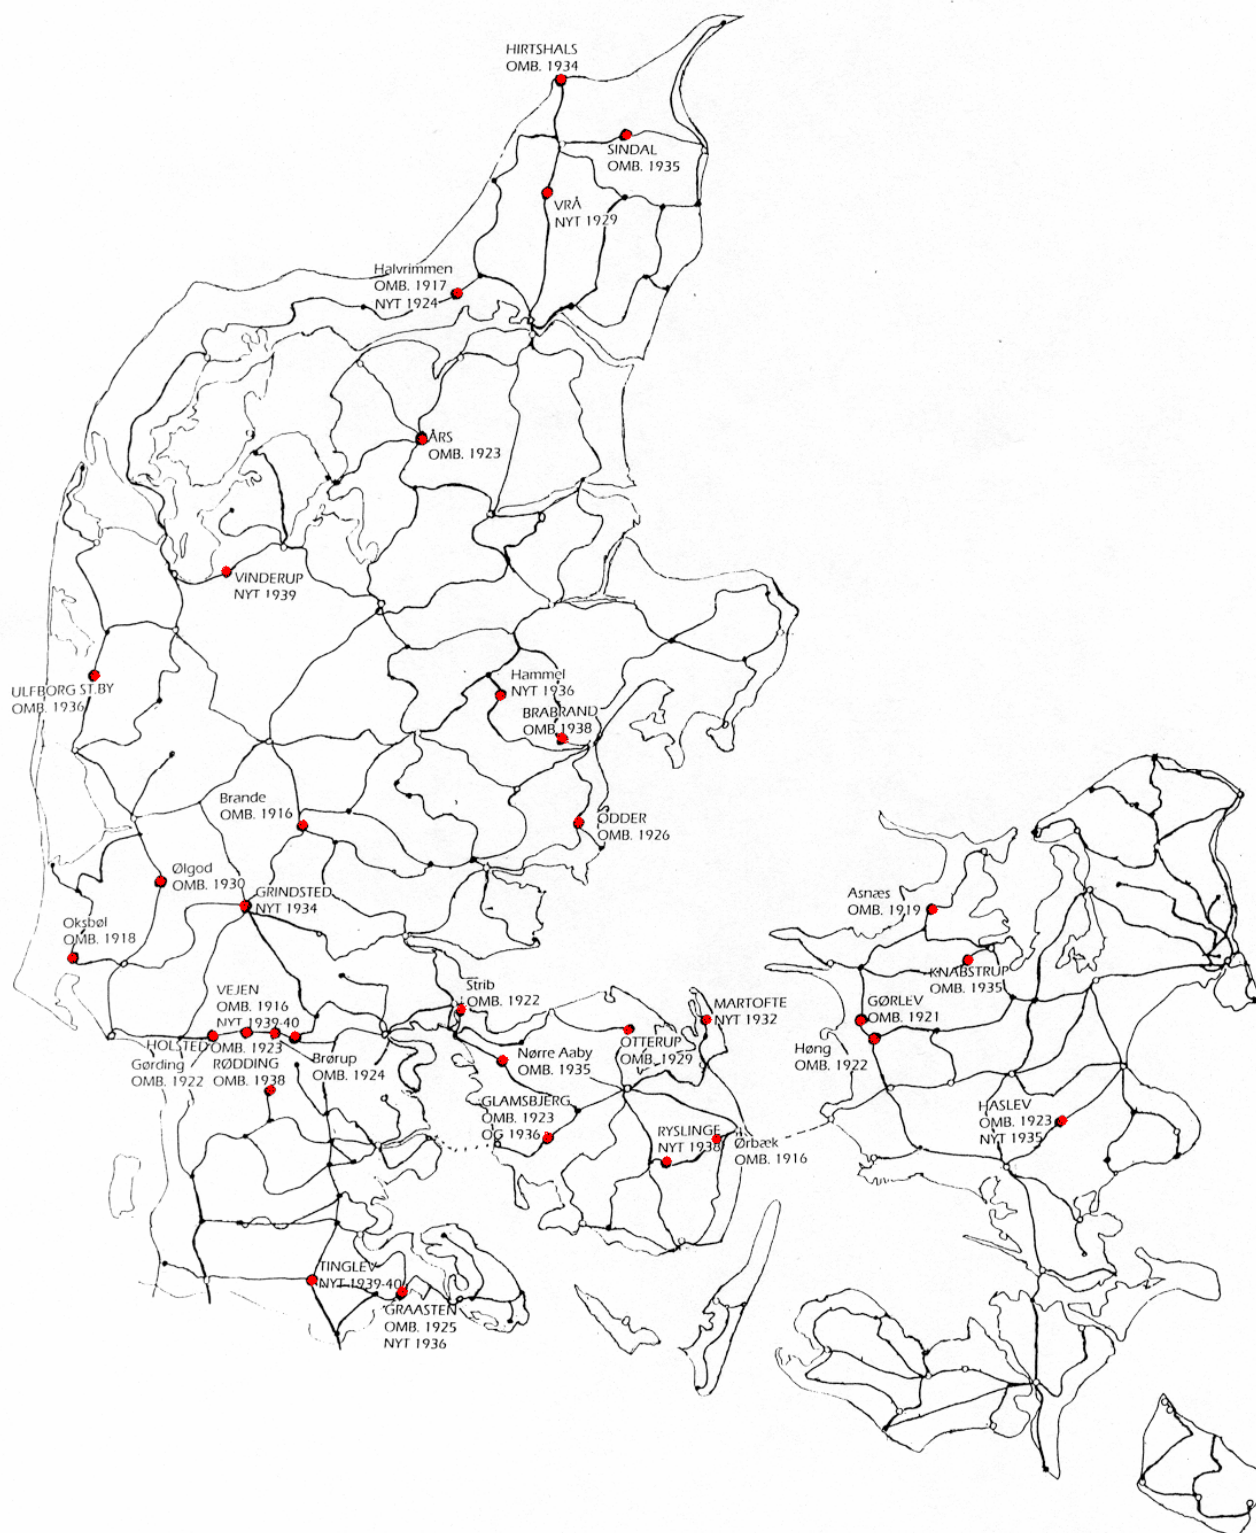 HIRTSHALS
OMB. 1934
SINDAL
OMB. 1935
VRÅ
NYT 1929
Halvrimmen
OMB. 1917
NYT 1924
ÅRS
OMB. 1923
VINDERUP
NYT 1939
ULFBORG ST.BY
OMB. 1936
Hammel
NYT 1936
BRABRAND
OMB. 1938
Brande
OMB. 1916
ODDER
OMB. 1926
Ølgod
OMB. 1930
GRINDSTED
NYT 1934
Oksbøl
OMB. 1918
Asnæs
OMB. 1919
KNABSTRUP
OMB. 1935
VEJEN
OMB. 1916
NYT 1939-40
Strib
OMB. 1922
MARTOFTE
NYT 1932
GØRLEV
OMB. 1921
HOLSTED
OMB. 1923
Gørding
OMB. 1922
RØDDING
OMB. 1938
Brørup
OMB. 1924
Nørre Aaby
OMB. 1935
OTTERUP
OMB. 1929
Høng
OMB. 1922
GLAMSBJERG
OMB. 1923
OG 1936
RYSLINGE
NYT 1938
Ørbæk
OMB. 1916
HASLEV
OMB. 1923
NYT 1935
TINGLEV
NYT 1939-40
GRAASTEN
OMB. 1925
NYT 1936